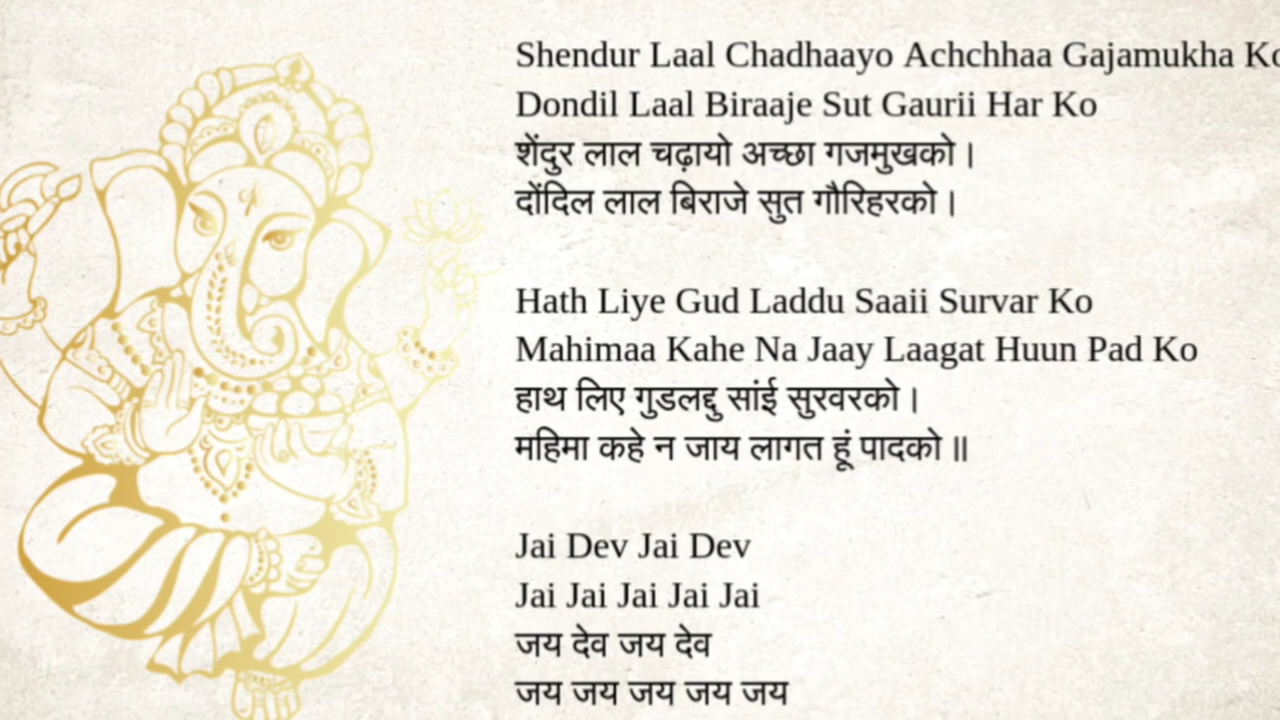 Shendur Laal Chadhaayo Achchhaa Gajamukha Ko
Dondil Laal Biraaje Sut Gaurii Har Ko
शेंदुर लाल चढ़ायो अच्छा गजमुखको।
दोंदिल लाल बिराजे सुत गौरिहरको।
Hath Liye Gud Laddu Saaii Survar Ko
Mahimaa Kahe Na Jaay Laagat Huun Pad Ko
हाथ लिए गुडलद्दु सांई सुरवरको।
महिमा कहे न जाय लागत हूं पादको॥
Jai Dev Jai Dev
Jai Jai Jai Jai Jai
जय देव जय देव
जय जय जय जय जय